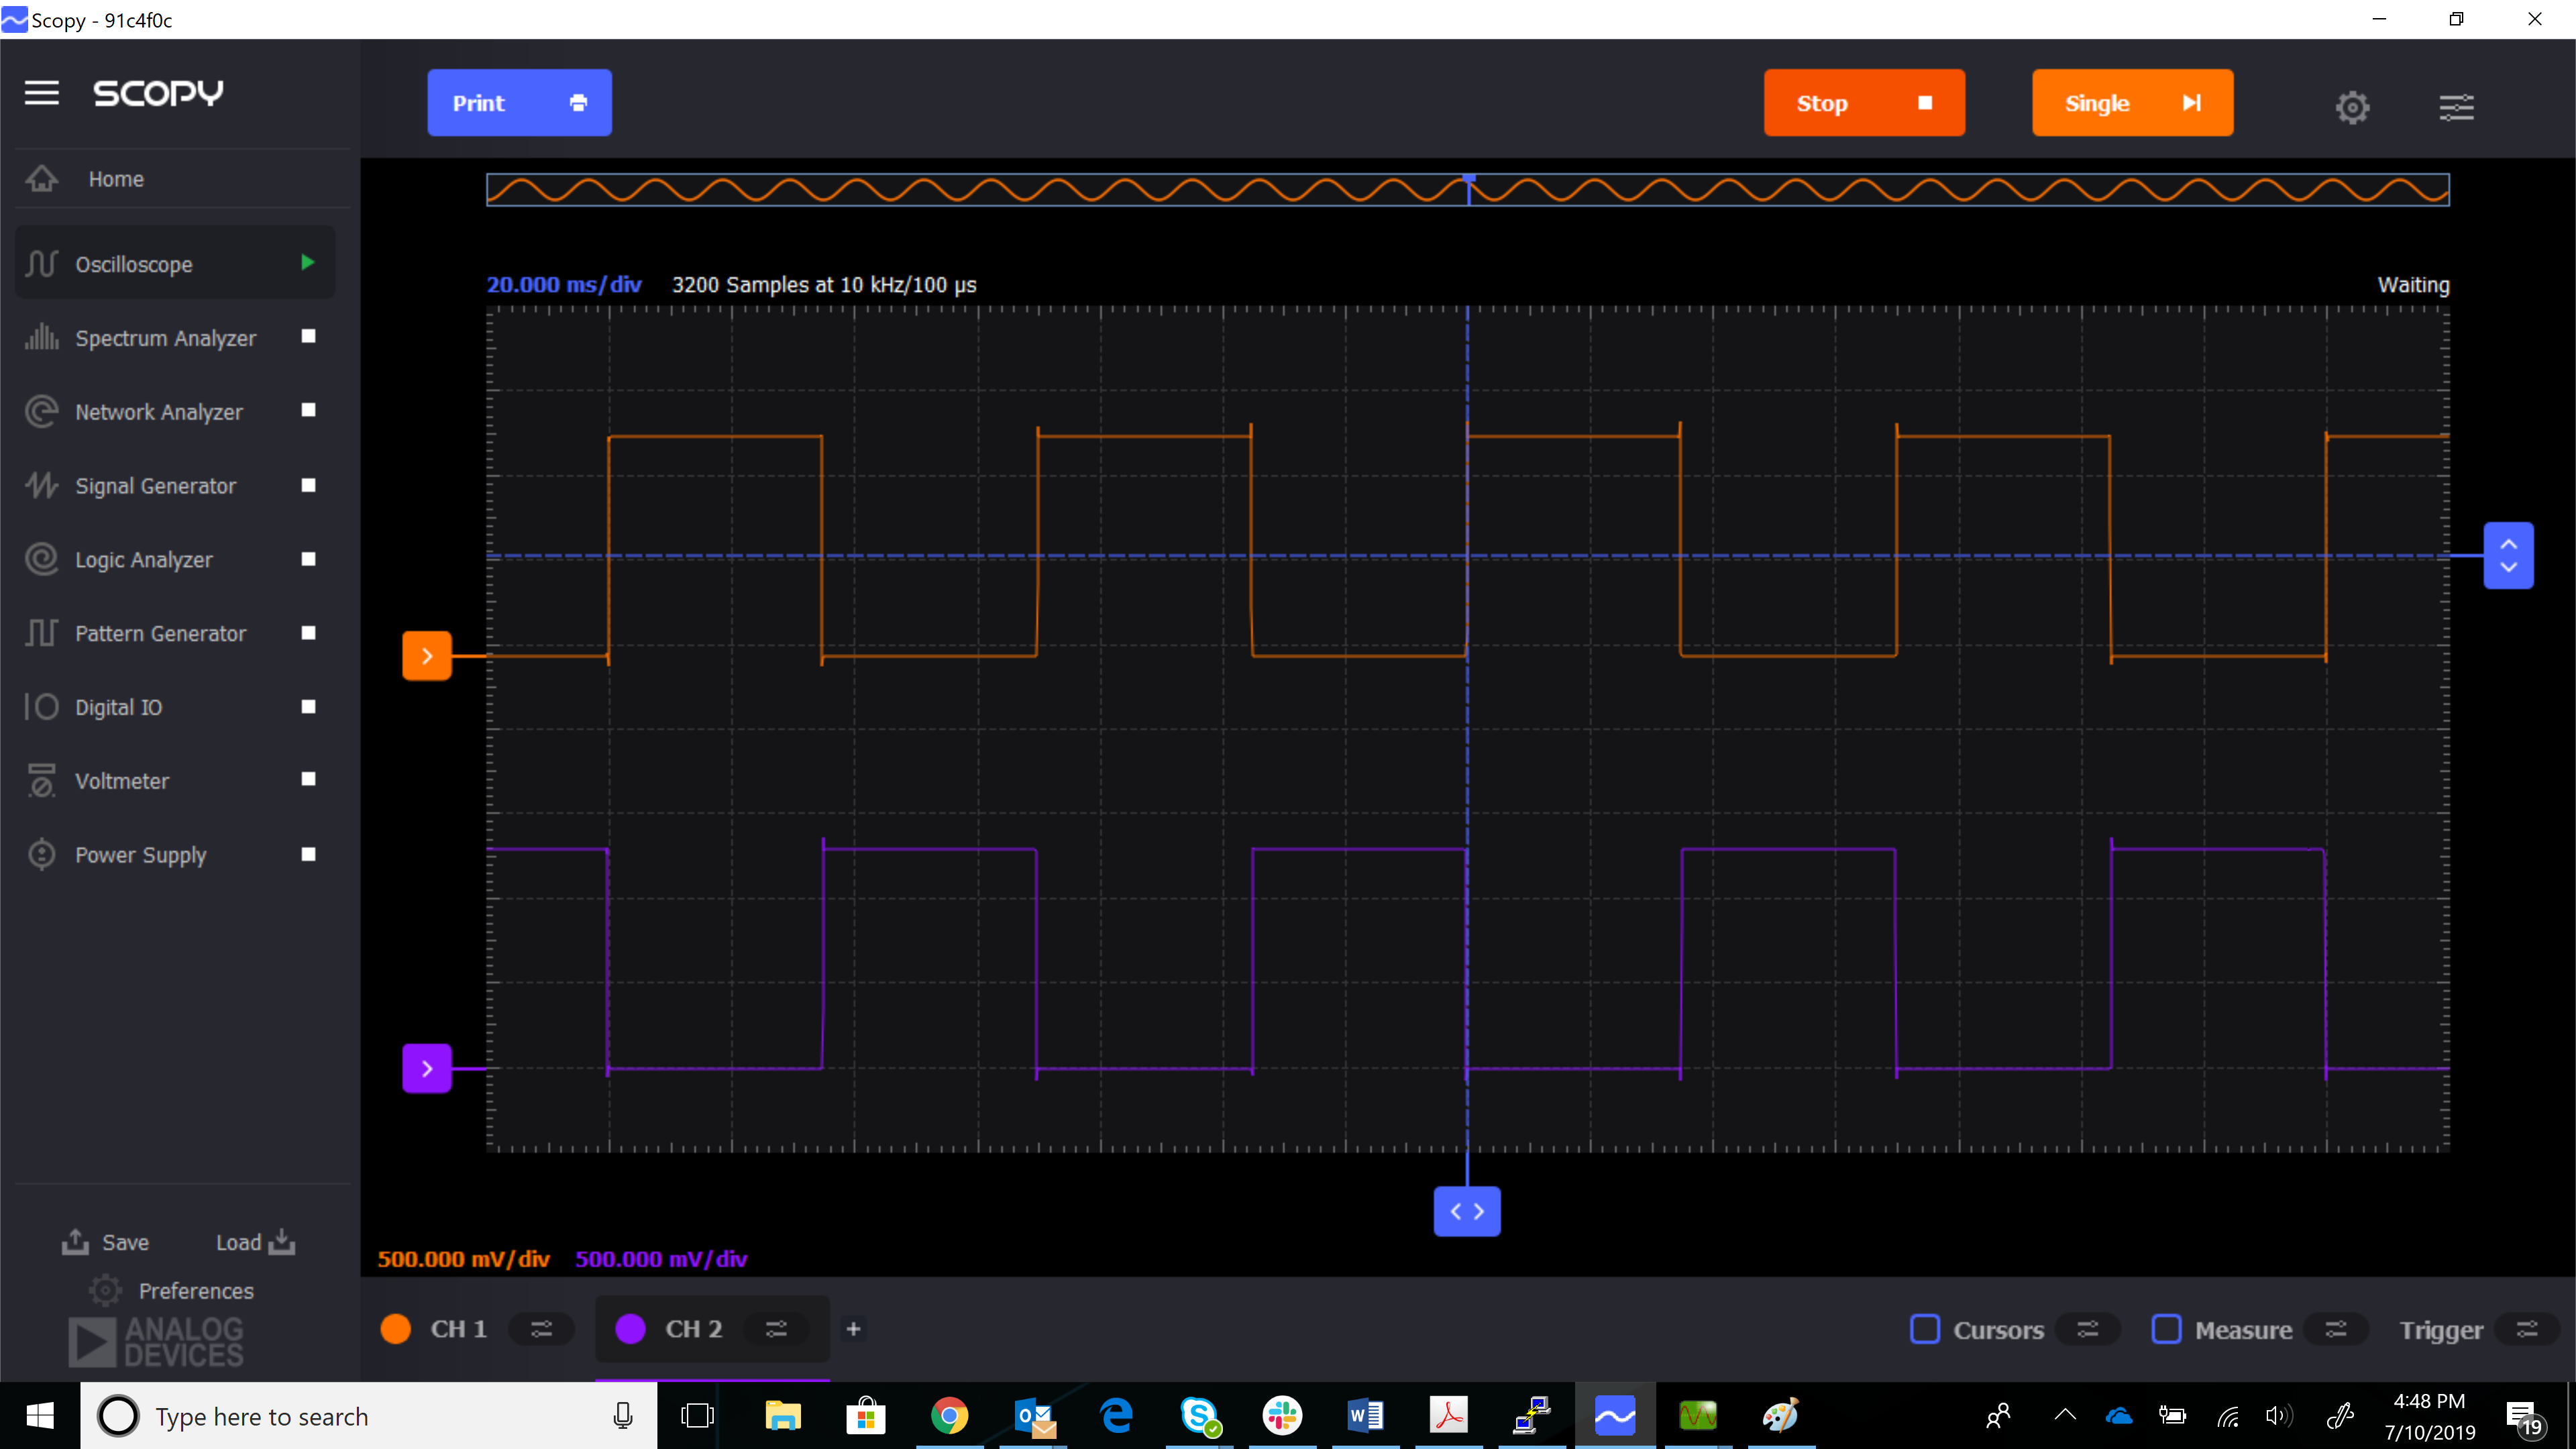 Scopy - 91c4f0c
SCOPY
Print
Stop
Single
Home
Oscilloscope
Spectrum Analyzer
Network Analyzer
Signal Generator
Logic Analyzer
Pattern Generator
Digital IO
Voltmeter
Power Supply
20.000 ms/div 3200 Samples at 10 kHz/100 µs
Waiting
Save Load
Preferences
ANALOG
DEVICES
500.000 mV/div 500.000 mV/div
CH 1
CH 2
+
Cursors
Measure
Trigger
Type here to search
4:48 PM
7/10/2019
19